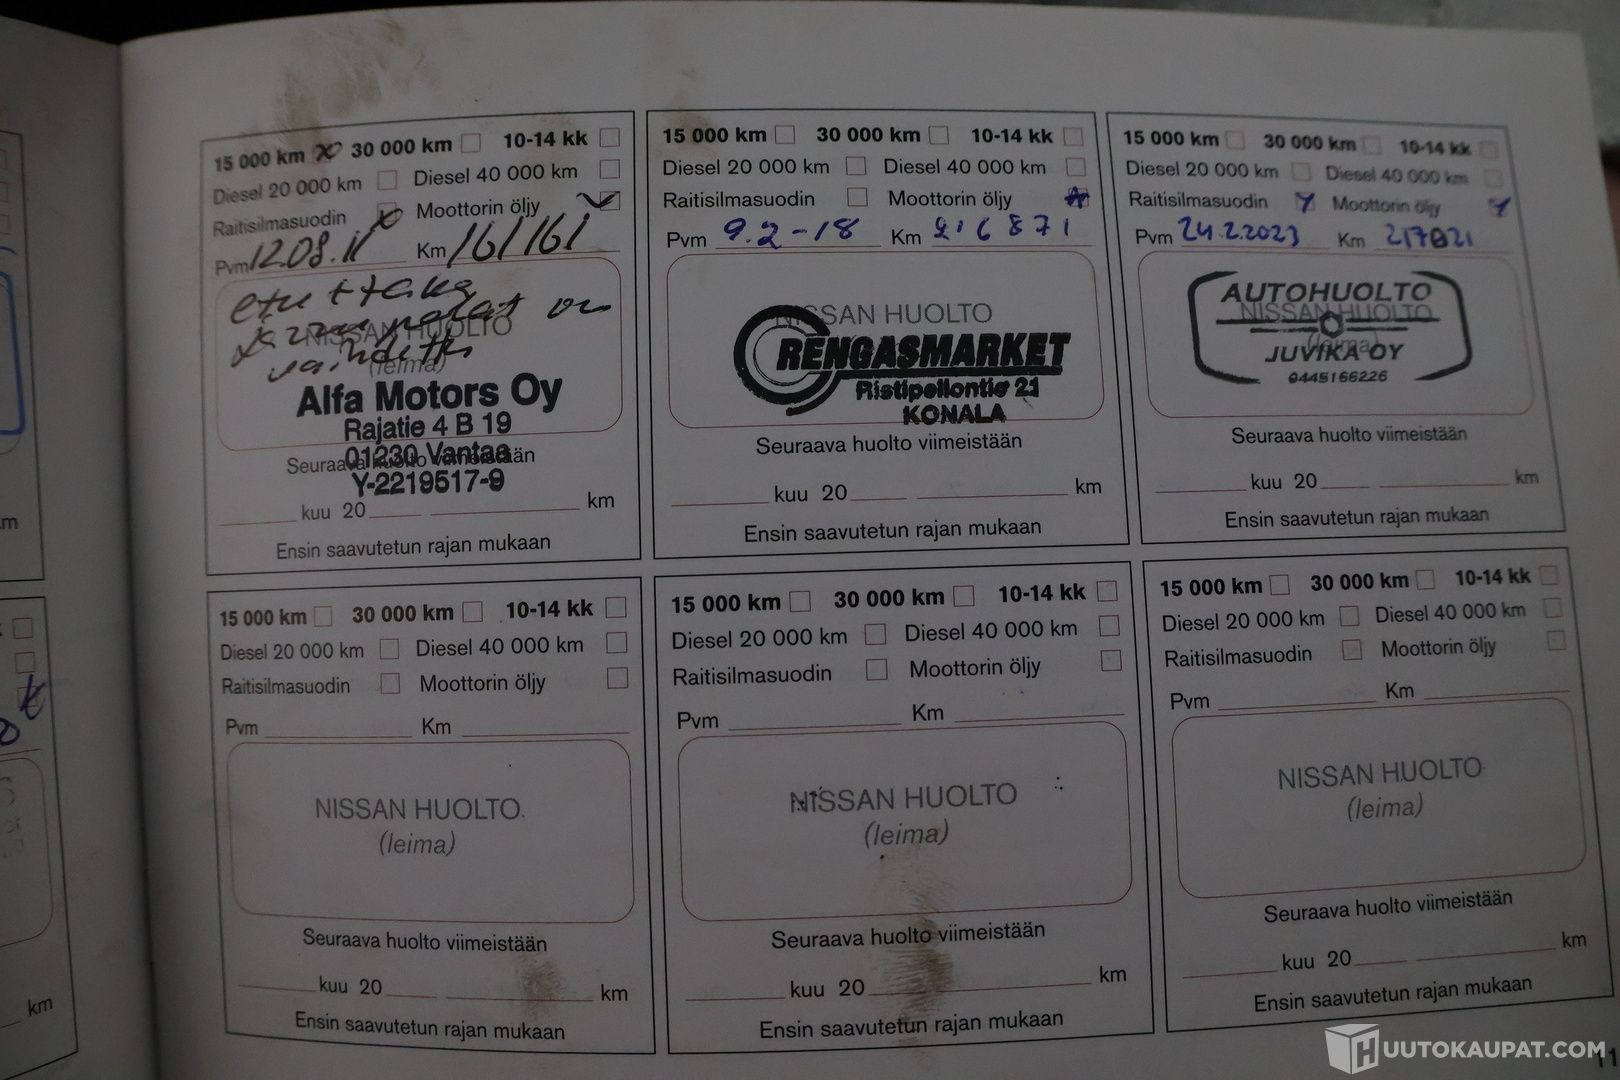 15 000 km x 30 000 km 10-14 kk
Diesel 20 000 km Diesel 40 000 km
Raitisilmasuodin x Moottorin öljy
Pvm 12.08.11 Km 161161
etu + taka
NISSAN HUOLTO
(leima)
Alfa Motors Oy
Rajatie 4 B 19
01230 Vantaa
Seuraava huolto viimeistään
Y-2219517-9
kuu 20 km
Ensin saavutetun rajan mukaan
15 000 km 30 000 km 10-14 kk
Diesel 20 000 km Diesel 40 000 km
Raitisilmasuodin Moottorin öljy
Pvm 9.2-18 Km 216871
NISSAN HUOLTO
RENGASMARKET
Ristipellontie 21
KONALA
Seuraava huolto viimeistään
kuu 20 km
Ensin saavutetun rajan mukaan
15 000 km 30 000 km 10-14 kk
Diesel 20 000 km Diesel 40 000 km
Raitisilmasuodin Moottorin öljy
Pvm 24.2.2023 Km 217021
AUTOHUOLTO
NISSAN HUOLTO
(leima)
JUVIKA OY
0445166226
Seuraava huolto viimeistään
kuu 20 km
Ensin saavutetun rajan mukaan
15 000 km 30 000 km 10-14 kk
Diesel 20 000 km Diesel 40 000 km
Raitisilmasuodin Moottorin öljy
Pvm Km
NISSAN HUOLTO
(leima)
Seuraava huolto viimeistään
kuu 20 km
Ensin saavutetun rajan mukaan
15 000 km 30 000 km 10-14 kk
Diesel 20 000 km Diesel 40 000 km
Raitisilmasuodin Moottorin öljy
Pvm Km
NISSAN HUOLTO
(leima)
Seuraava huolto viimeistään
kuu 20 km
Ensin saavutetun rajan mukaan
15 000 km 30 000 km 10-14 kk
Diesel 20 000 km Diesel 40 000 km
Raitisilmasuodin Moottorin öljy
Pvm Km
NISSAN HUOLTO
(leima)
Seuraava huolto viimeistään
kuu 20 km
Ensin saavutetun rajan mukaan
km
HUUTOKAUPAT.COM
11